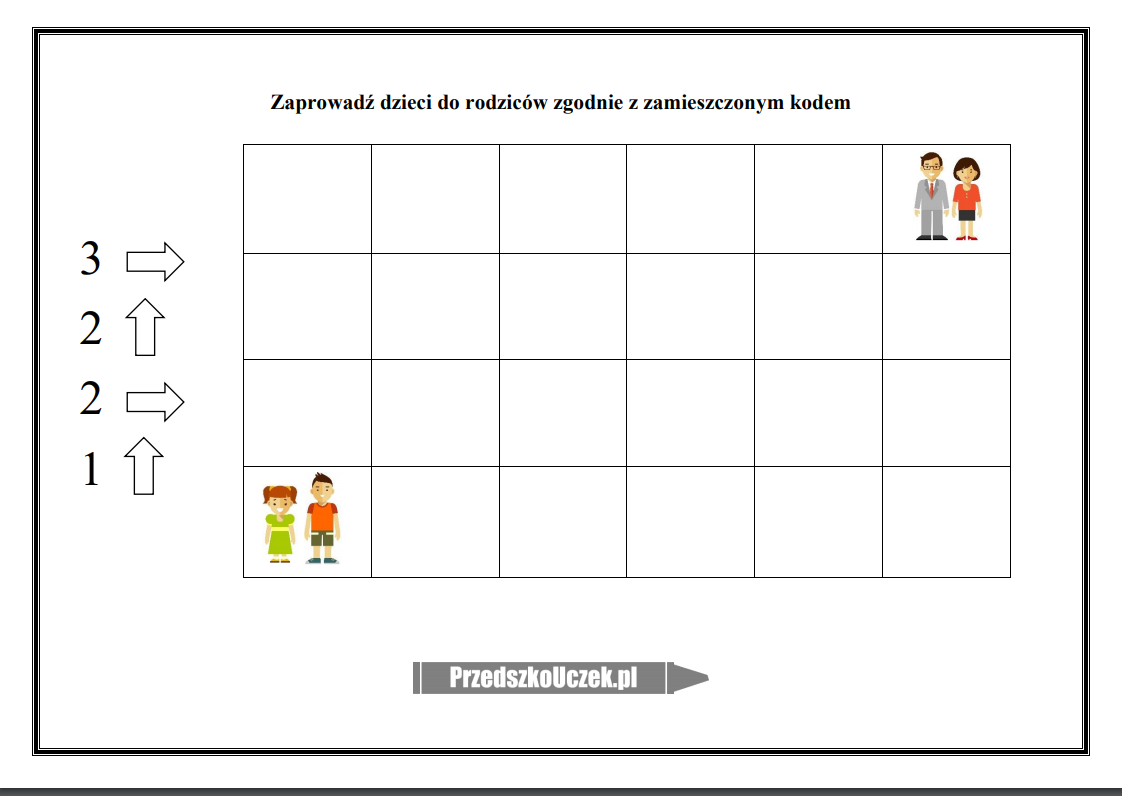 Zaprowadź dzieci do rodziców zgodnie z zamieszczonym kodem
3
2
2
1
PrzedszkoUczek.pl